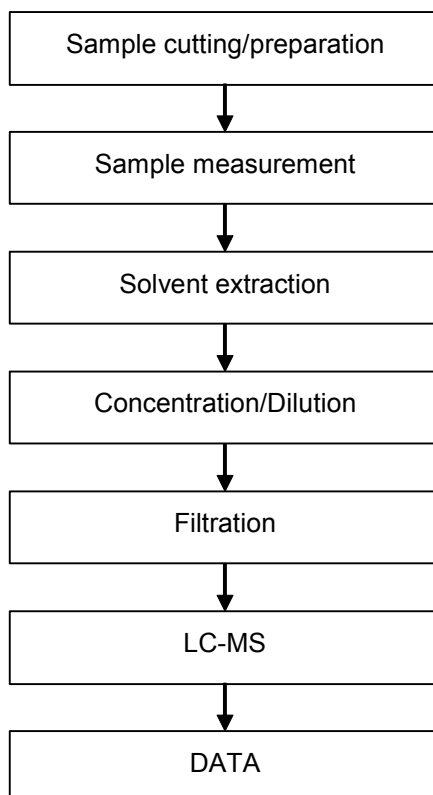 Sample cutting/preparation
Sample measurement
Solvent extraction
Concentration/Dilution
Filtration
LC-MS
DATA